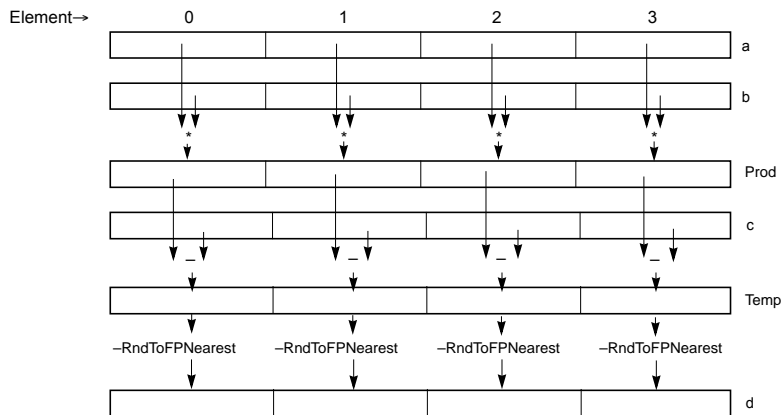 Element→ 0 1 2 3
a
b
* * * *
Prod
c
– – – –
Temp
–RndToFPNearest –RndToFPNearest –RndToFPNearest –RndToFPNearest
d